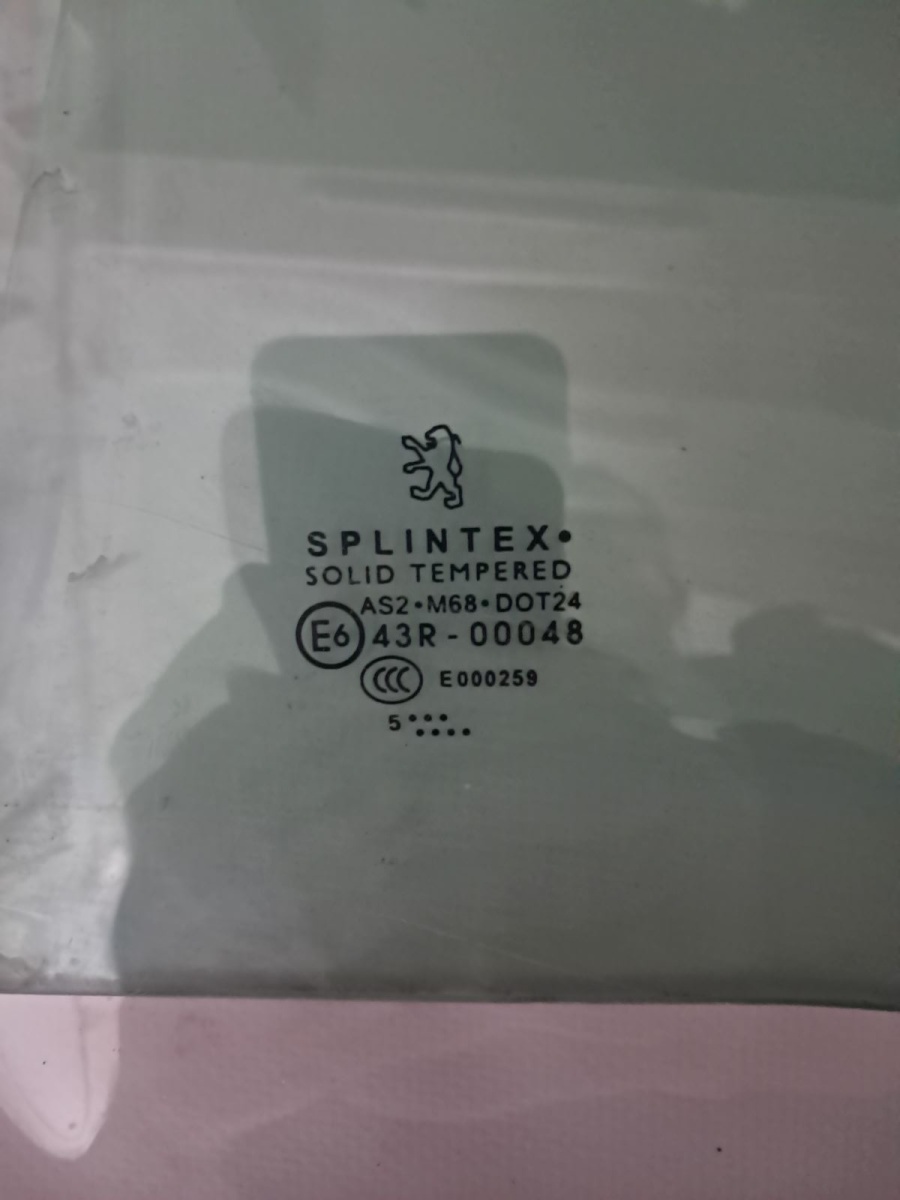 SPLINTEX•
SOLID TEMPERED
AS2•M68•DOT24
E6 43R-00048
CCC E000259
5